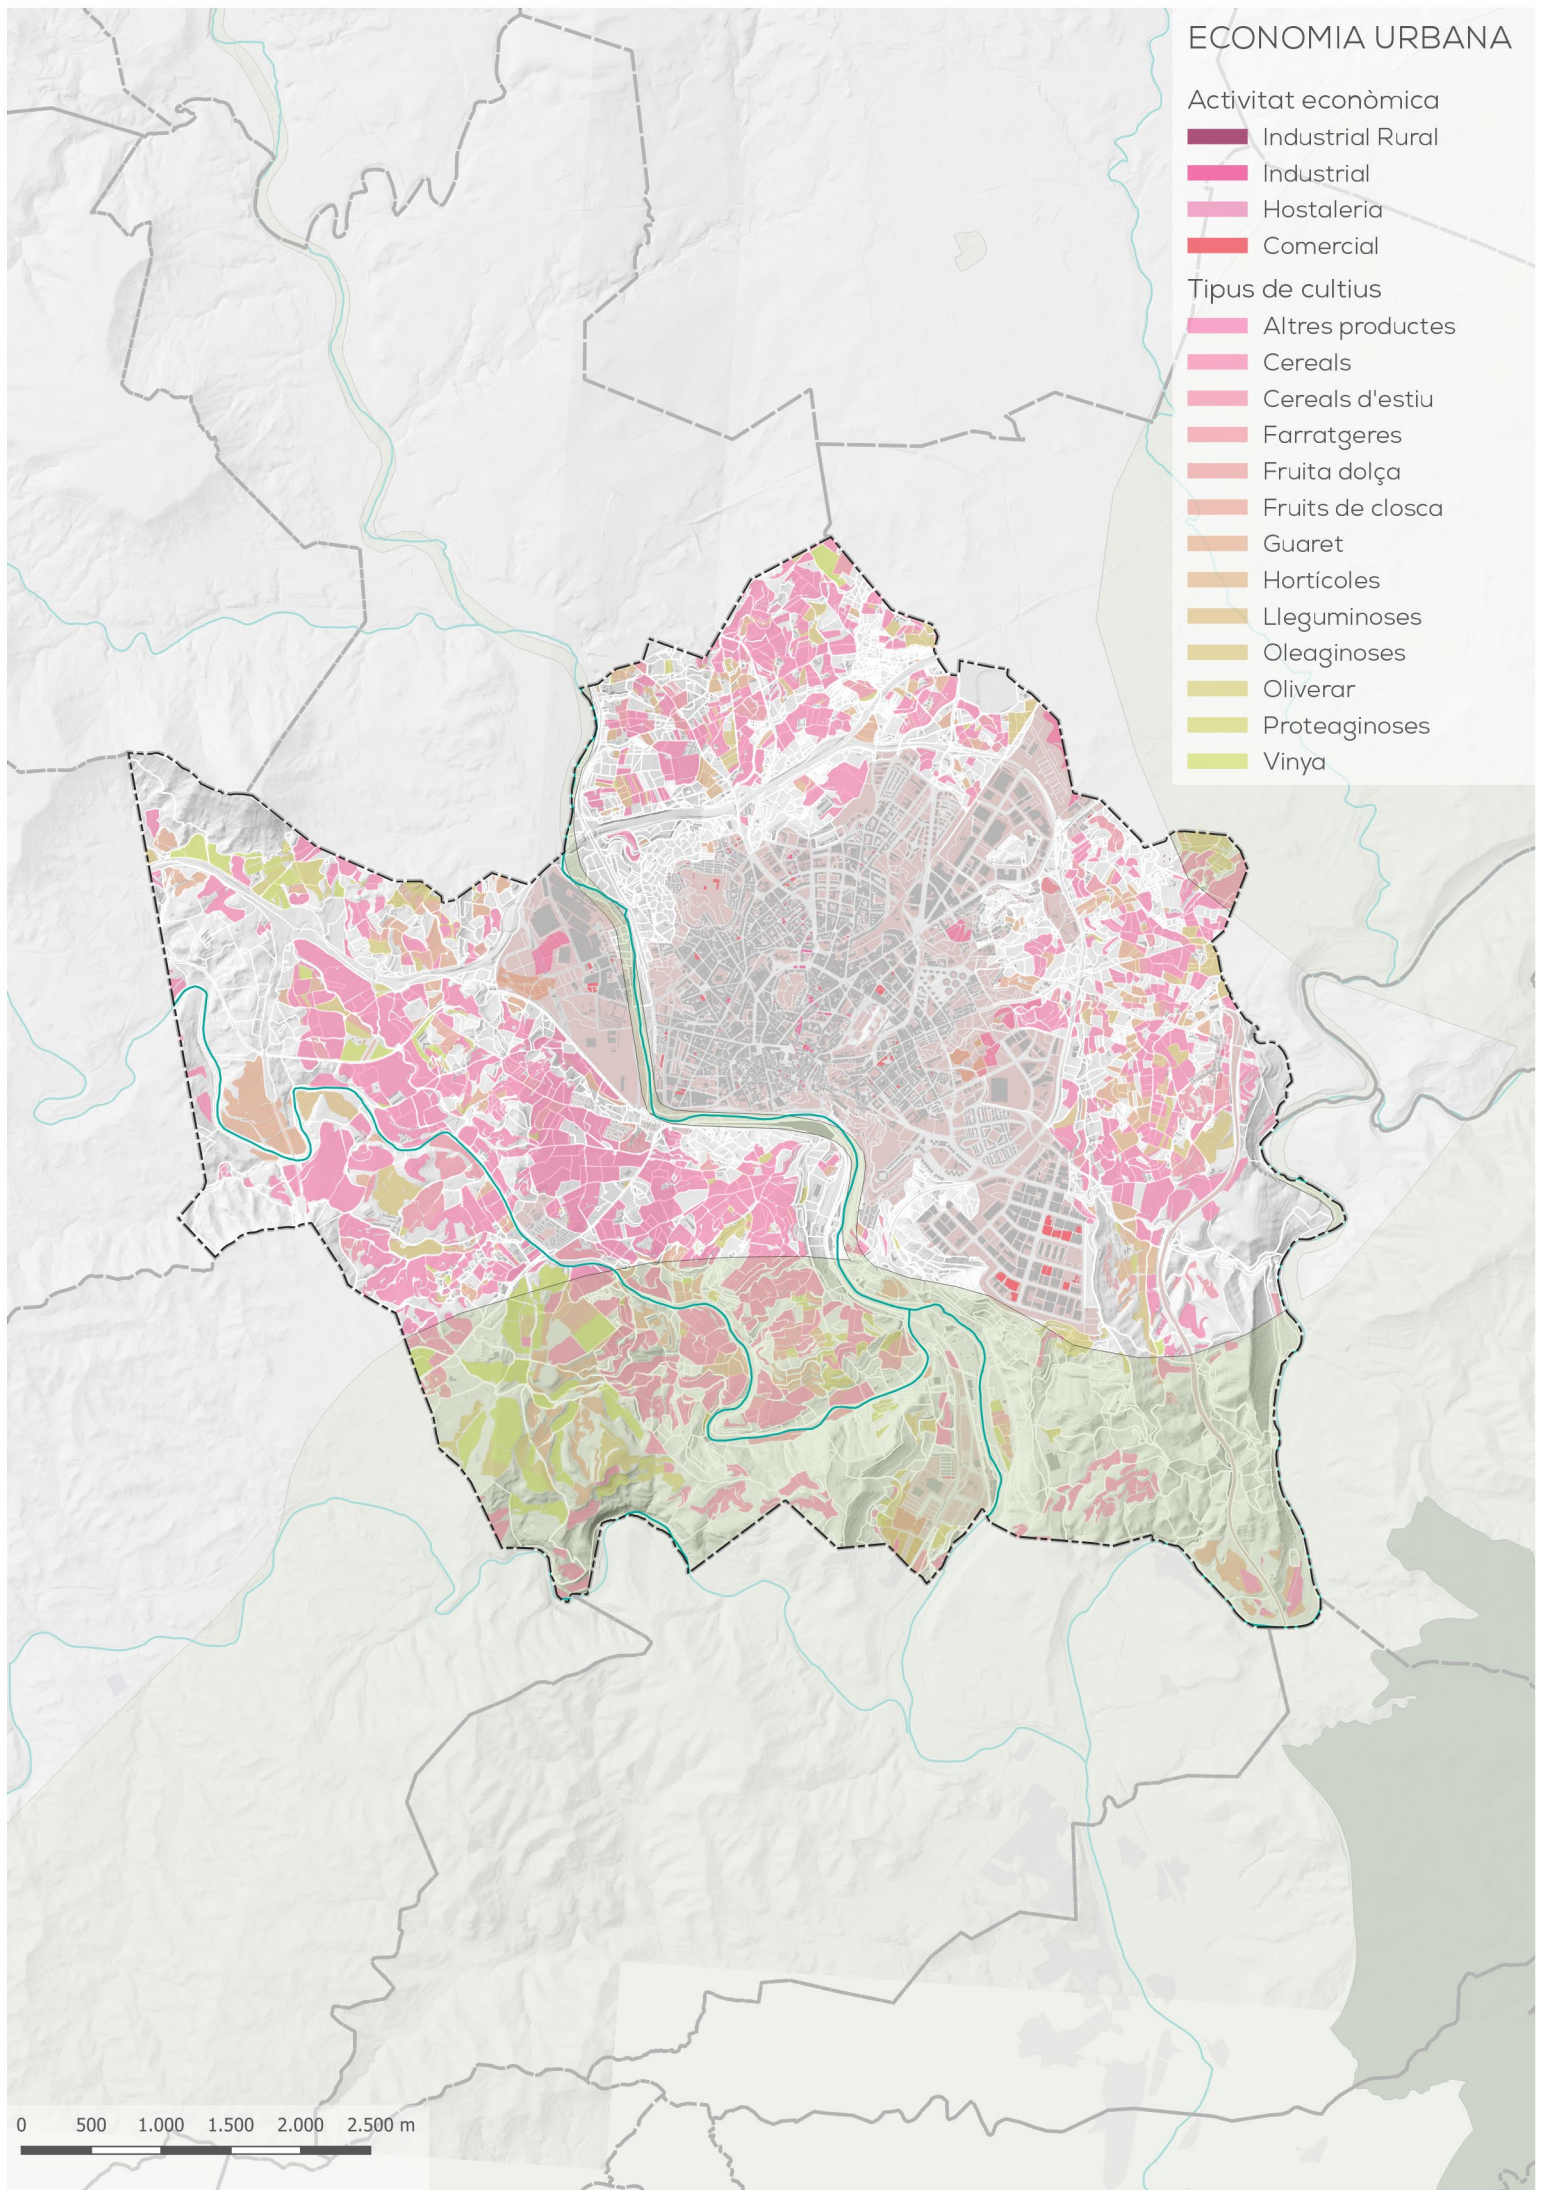 ECONOMIA URBANA
Activitat econòmica
Industrial Rural
Industrial
Hostaleria
Comercial
Tipus de cultius
Altres productes
Cereals
Cereals d'estiu
Farratgeres
Fruita dolça
Fruits de closca
Guaret
Hortícoles
Lleguminoses
Oleaginoses
Oliverar
Proteaginoses
Vinya
0 500 1.000 1.500 2.000 2.500 m